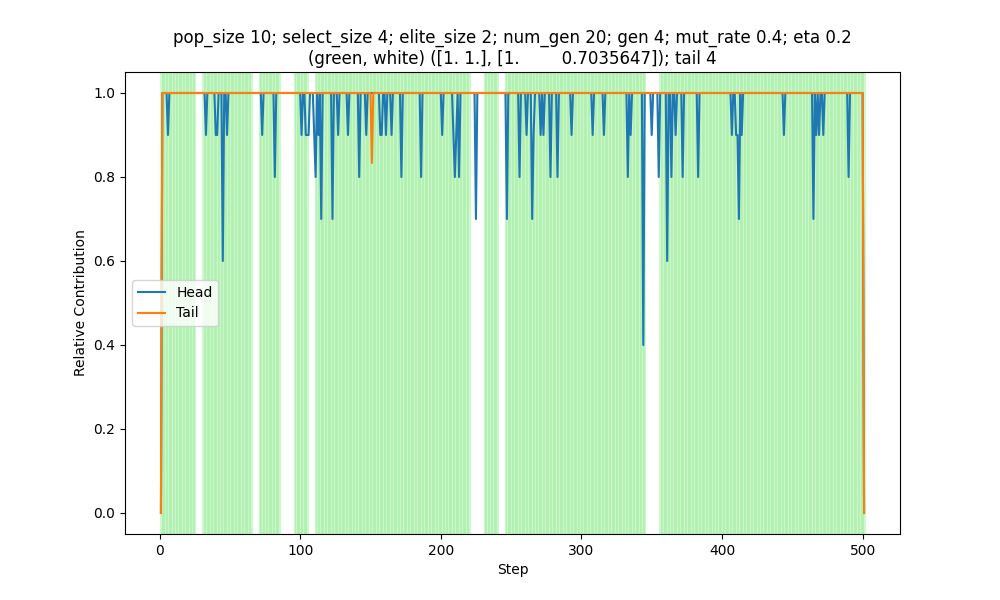 pop_size 10; select_size 4; elite_size 2; num_gen 20; gen 4; mut_rate 0.4; eta 0.2
(green, white) ([1. 1.], [1.        0.7035647]); tail 4
1.0
0.8
0.6
0.4
0.2
0.0
Relative Contribution
Head
Tail
0 100 200 300 400 500
Step